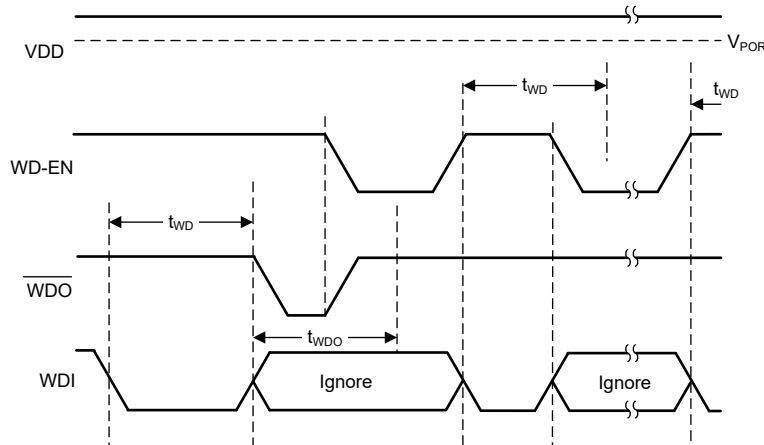 VDD
V_POR
t_WD
t_WD
WD-EN
t_WD
WDO
t_WDO
WDI
Ignore
Ignore